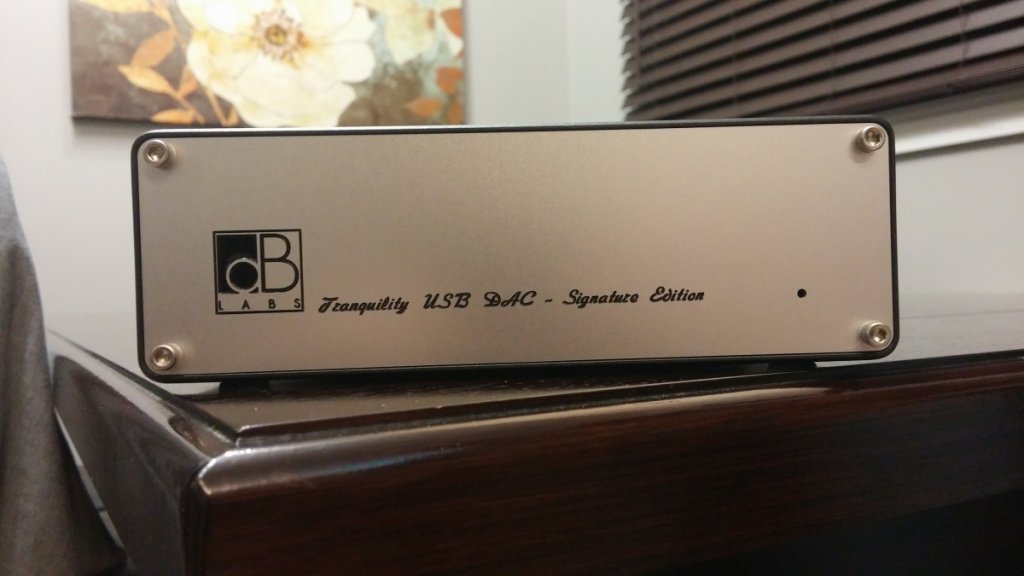 dB
LABS
Tranquility USB DAC - Signature Edition